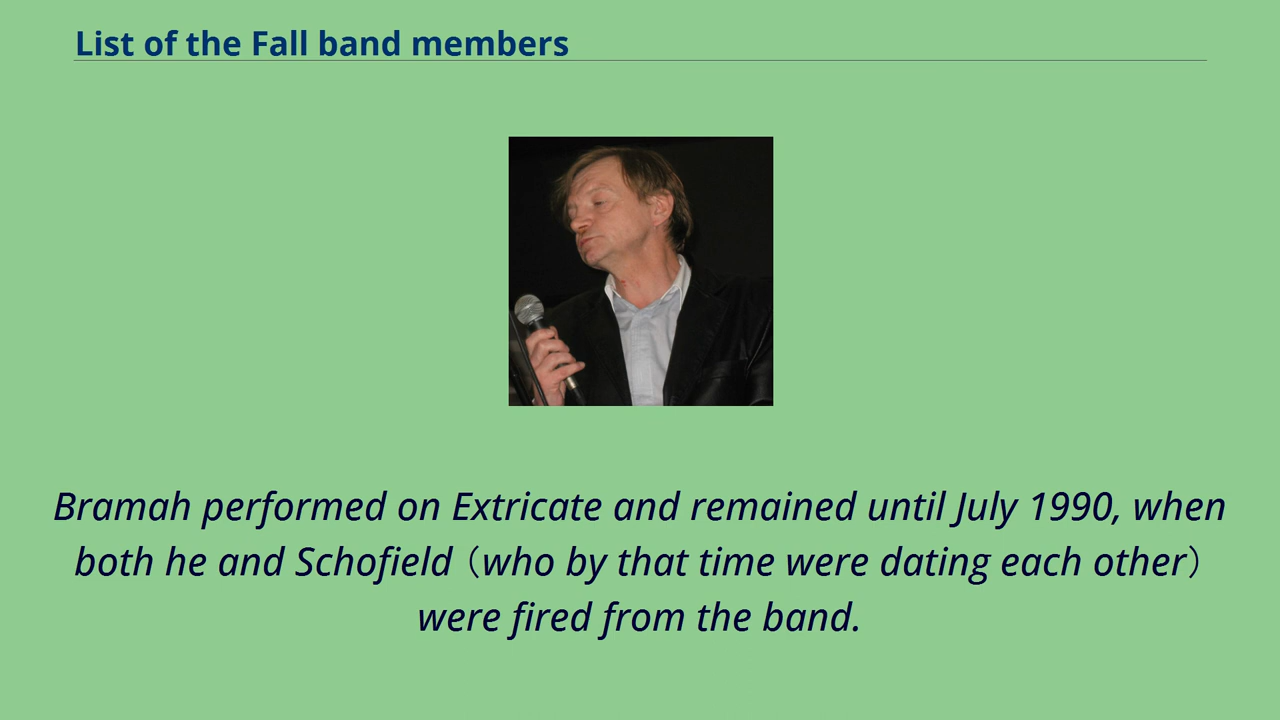 List of the Fall band members
Bramah performed on Extricate and remained until July 1990, when
both he and Schofield（who by that time were dating each other）
were fired from the band.